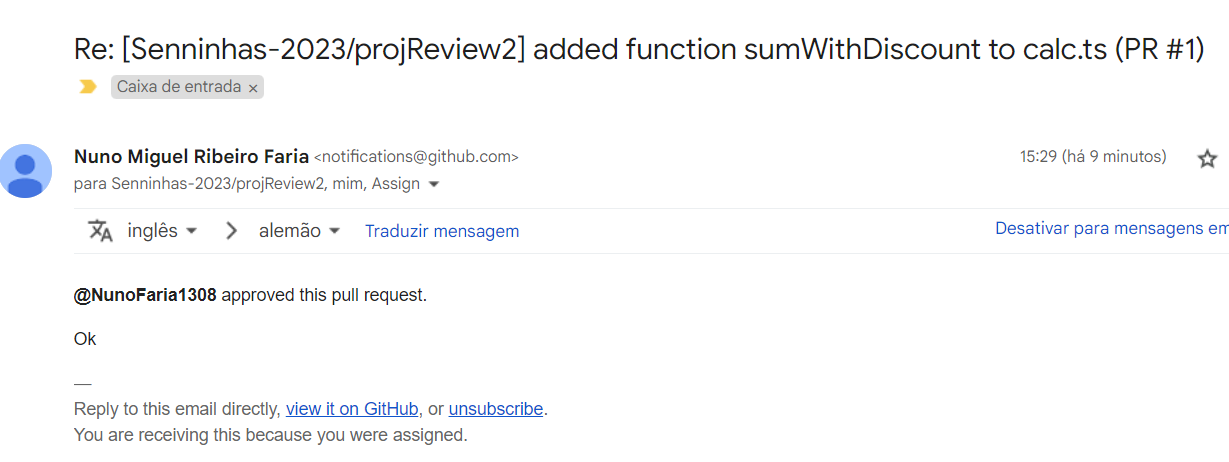 Re: [Senninhas-2023/projReview2] added function sumWithDiscount to calc.ts (PR #1)
Caixa de entrada ×
Nuno Miguel Ribeiro Faria <notifications@github.com> 15:29 (há 9 minutos)
para Senninhas-2023/projReview2, mim, Assign
inglês > alemão Traduzir mensagem Desativar para mensagens em
@NunoFaria1308 approved this pull request.
Ok
—
Reply to this email directly, view it on GitHub, or unsubscribe.
You are receiving this because you were assigned.